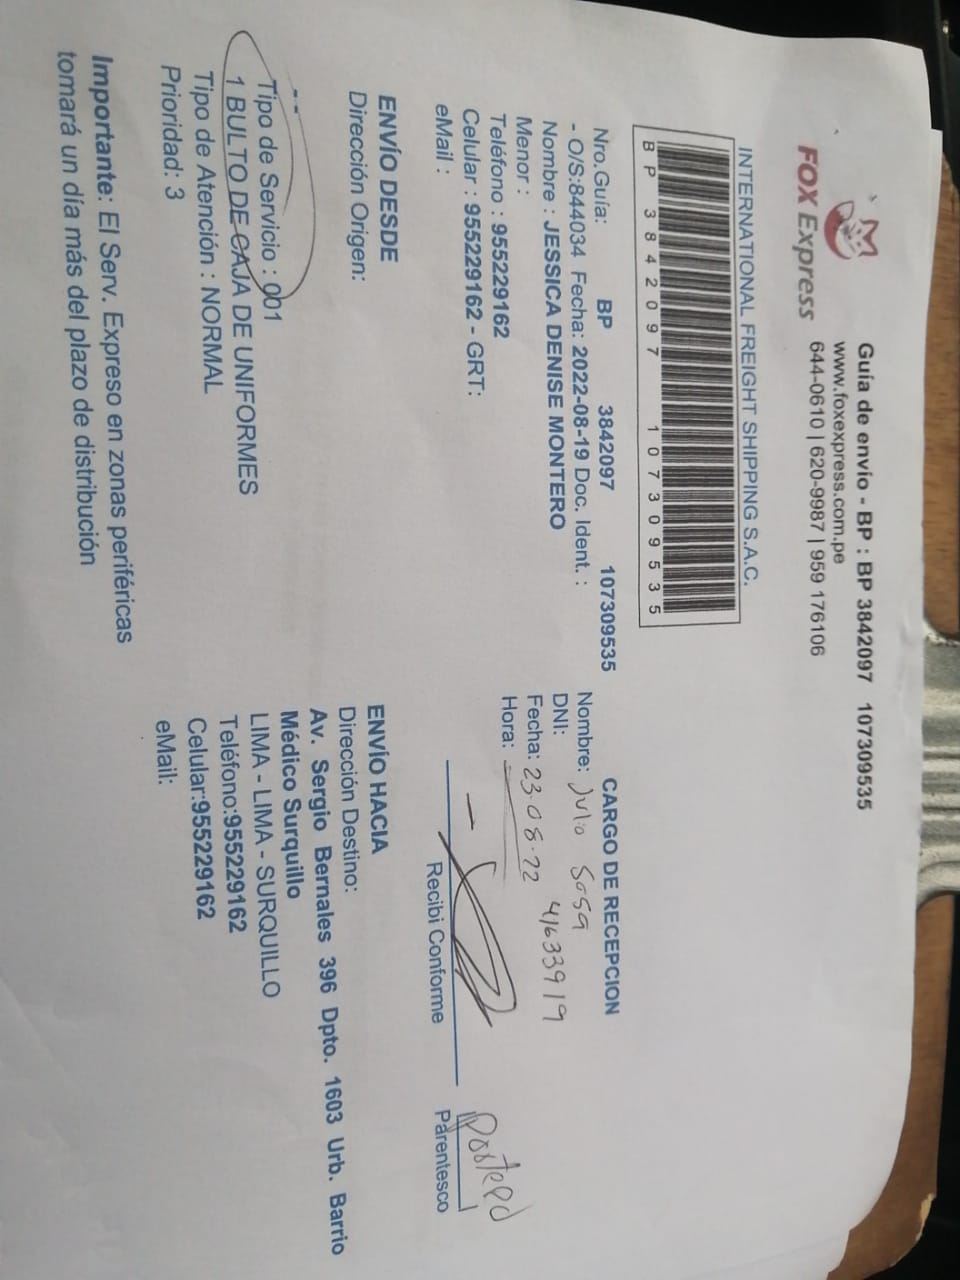 FOX Express
Guía de envío - BP : BP 3842097 107309535
www.foxexpress.com.pe
644-0610 | 620-9987 | 959 176106
INTERNATIONAL FREIGHT SHIPPING S.A.C.
BP 3842097 107309535
Nro.Guía: BP 3842097 107309535
- O/S:844034 Fecha: 2022-08-19 Doc. Ident. :
Nombre : JESSICA DENISE MONTERO
Menor :
Teléfono : 955229162
Celular : 955229162 - GRT:
eMail :
CARGO DE RECEPCION
Nombre: Julio Sosa
DNI: 41633919
Fecha: 23.08.22
Hora:
Recibi Conforme
Parentesco
ENVÍO DESDE
Dirección Origen:
ENVÍO HACIA
Dirección Destino:
Av. Sergio Bernales 396 Dpto. 1603 Urb. Barrio
Médico Surquillo
LIMA - LIMA - SURQUILLO
Teléfono:955229162
Celular:955229162
eMail:
Tipo de Servicio : 001
1 BULTO DE CAJA DE UNIFORMES
Tipo de Atención : NORMAL
Prioridad: 3
Importante: El Serv. Expreso en zonas periféricas
tomará un día más del plazo de distribución